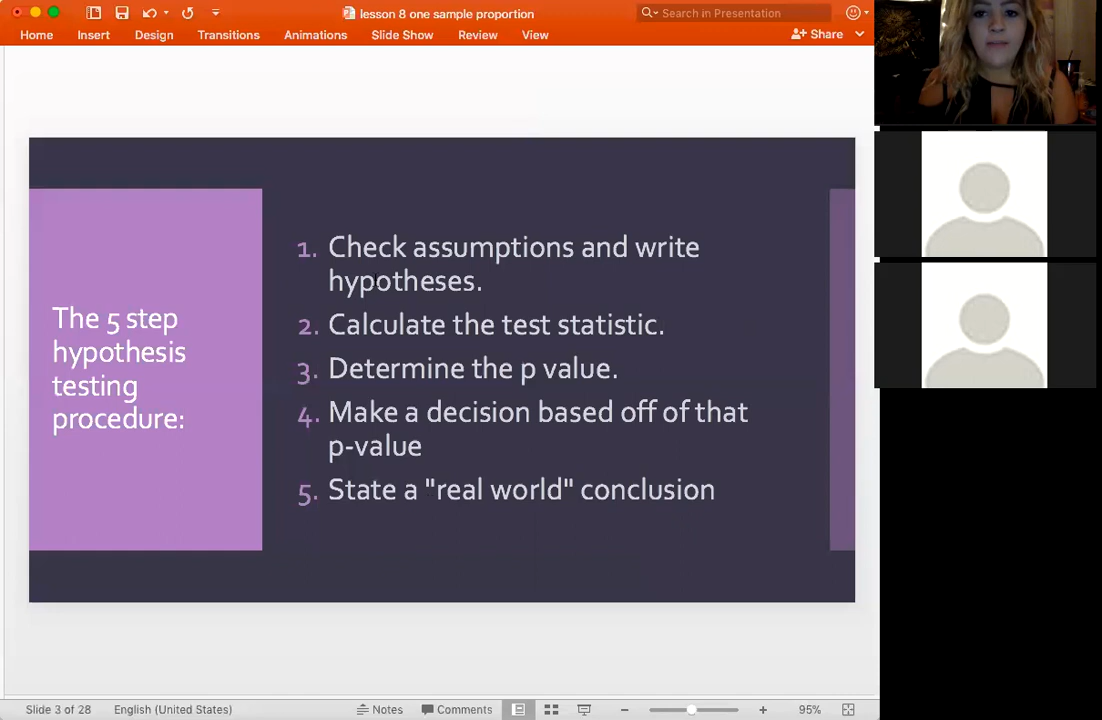 lesson 8 one sample proportion
Search in Presentation
Home Insert Design Transitions Animations Slide Show Review View
Share
The 5 step
hypothesis
testing
procedure:
1. Check assumptions and write
hypotheses.
2. Calculate the test statistic.
3. Determine the p value.
4. Make a decision based off of that
p-value
5. State a "real world" conclusion
Slide 3 of 28 English (United States) Notes Comments 95%